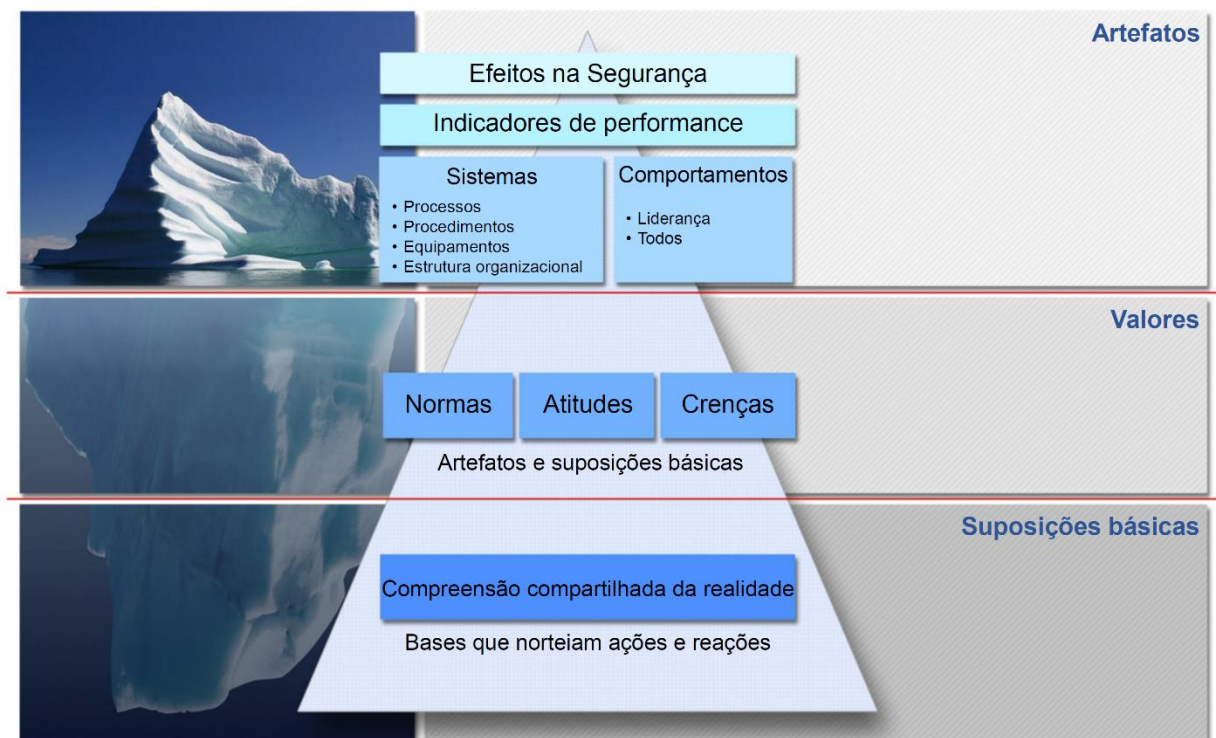 Artefatos
Efeitos na Segurança
Indicadores de performance
Sistemas
• Processos
• Procedimentos
• Equipamentos
• Estrutura organizacional
Comportamentos
• Liderança
• Todos
Valores
Normas
Atitudes
Crenças
Artefatos e suposições básicas
Suposições básicas
Compreensão compartilhada da realidade
Bases que norteiam ações e reações